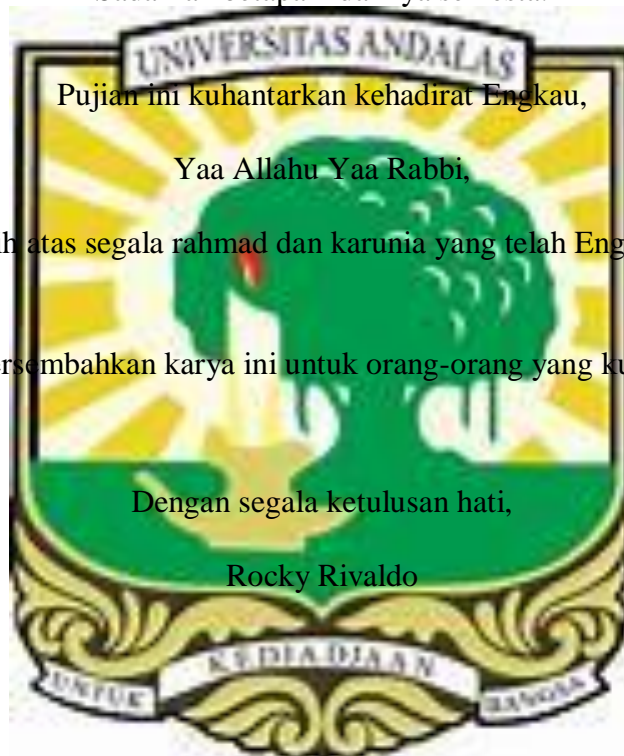 UNIVERSITAS ANDALAS
Pujian ini kuhantarkan kehadirat Engkau,
Yaa Allahu Yaa Rabbi,
atas segala rahmad dan karunia yang telah
karya ini untuk orang-orang yang
Dengan segala ketulusan hati,
Rocky Rivaldo
UNTUK KEDJADJAAN BANGSA